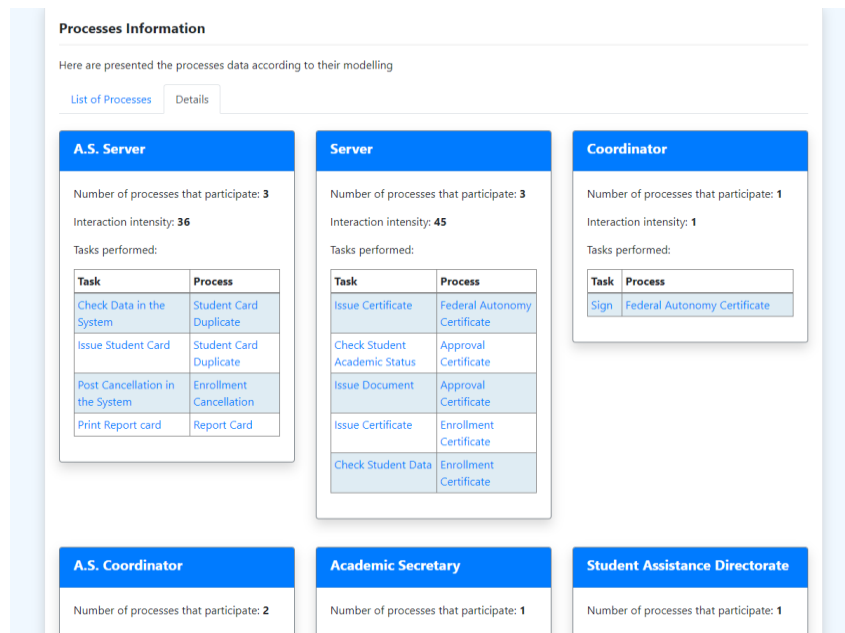 Processes Information
Here are presented the processes data according to their modelling
List of Processes
Details
A.S. Server
Number of processes that participate: 3
Interaction intensity: 36
Tasks performed:
Task Process
Check Data in the Student Card
System Duplicate
Issue Student Card Student Card
Duplicate
Post Cancellation in Enrollment
the System Cancellation
Print Report card Report Card
Server
Number of processes that participate: 3
Interaction intensity: 45
Tasks performed:
Task Process
Issue Certificate Federal Autonomy
Certificate
Check Student Approval
Academic Status Certificate
Issue Document Approval
Certificate
Issue Certificate Enrollment
Certificate
Check Student Data Enrollment
Certificate
Coordinator
Number of processes that participate: 1
Interaction intensity: 1
Tasks performed:
Task Process
Sign Federal Autonomy Certificate
A.S. Coordinator
Number of processes that participate: 2
Academic Secretary
Number of processes that participate: 1
Student Assistance Directorate
Number of processes that participate: 1